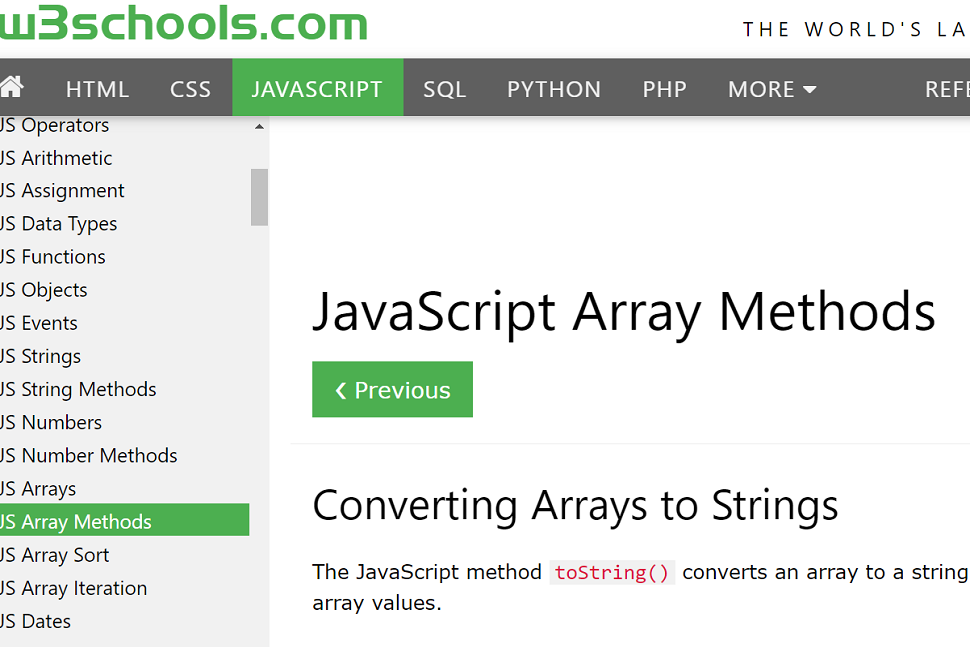 w3schools.com
THE WORLD'S LA
HTML CSS JAVASCRIPT SQL PYTHON PHP MORE REFE
JS Operators
JS Arithmetic
JS Assignment
JS Data Types
JS Functions
JS Objects
JS Events
JS Strings
JS String Methods
JS Numbers
JS Number Methods
JS Arrays
JS Array Methods
JS Array Sort
JS Array Iteration
JS Dates
JavaScript Array Methods
❮ Previous
Converting Arrays to Strings
The JavaScript method toString() converts an array to a string
array values.